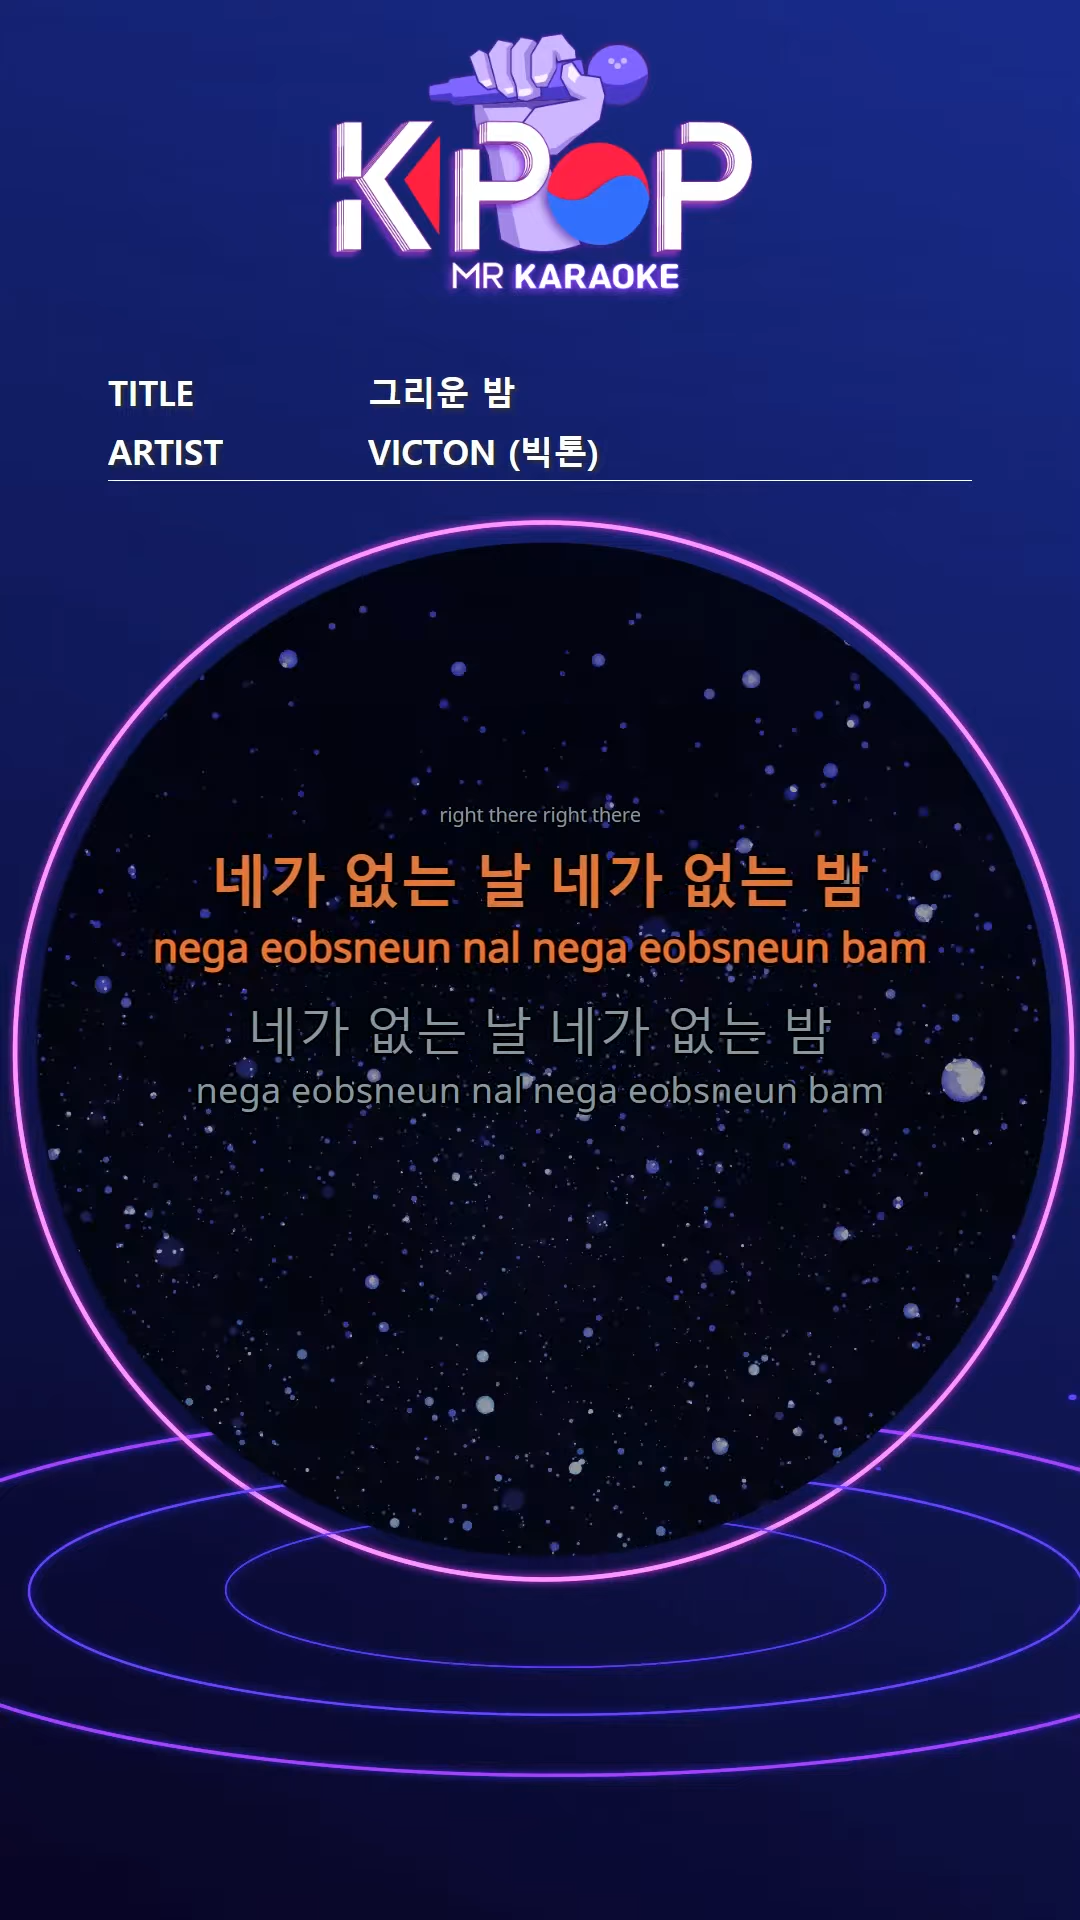 KPOP
MR KARAOKE
TITLE 그리운 밤
ARTIST VICTON (빅톤)
right there right there
네가 없는 날 네가 없는 밤
nega eobsneun nal nega eobsneun bam
네가 없는 날 네가 없는 밤
nega eobsneun nal nega eobsneun bam